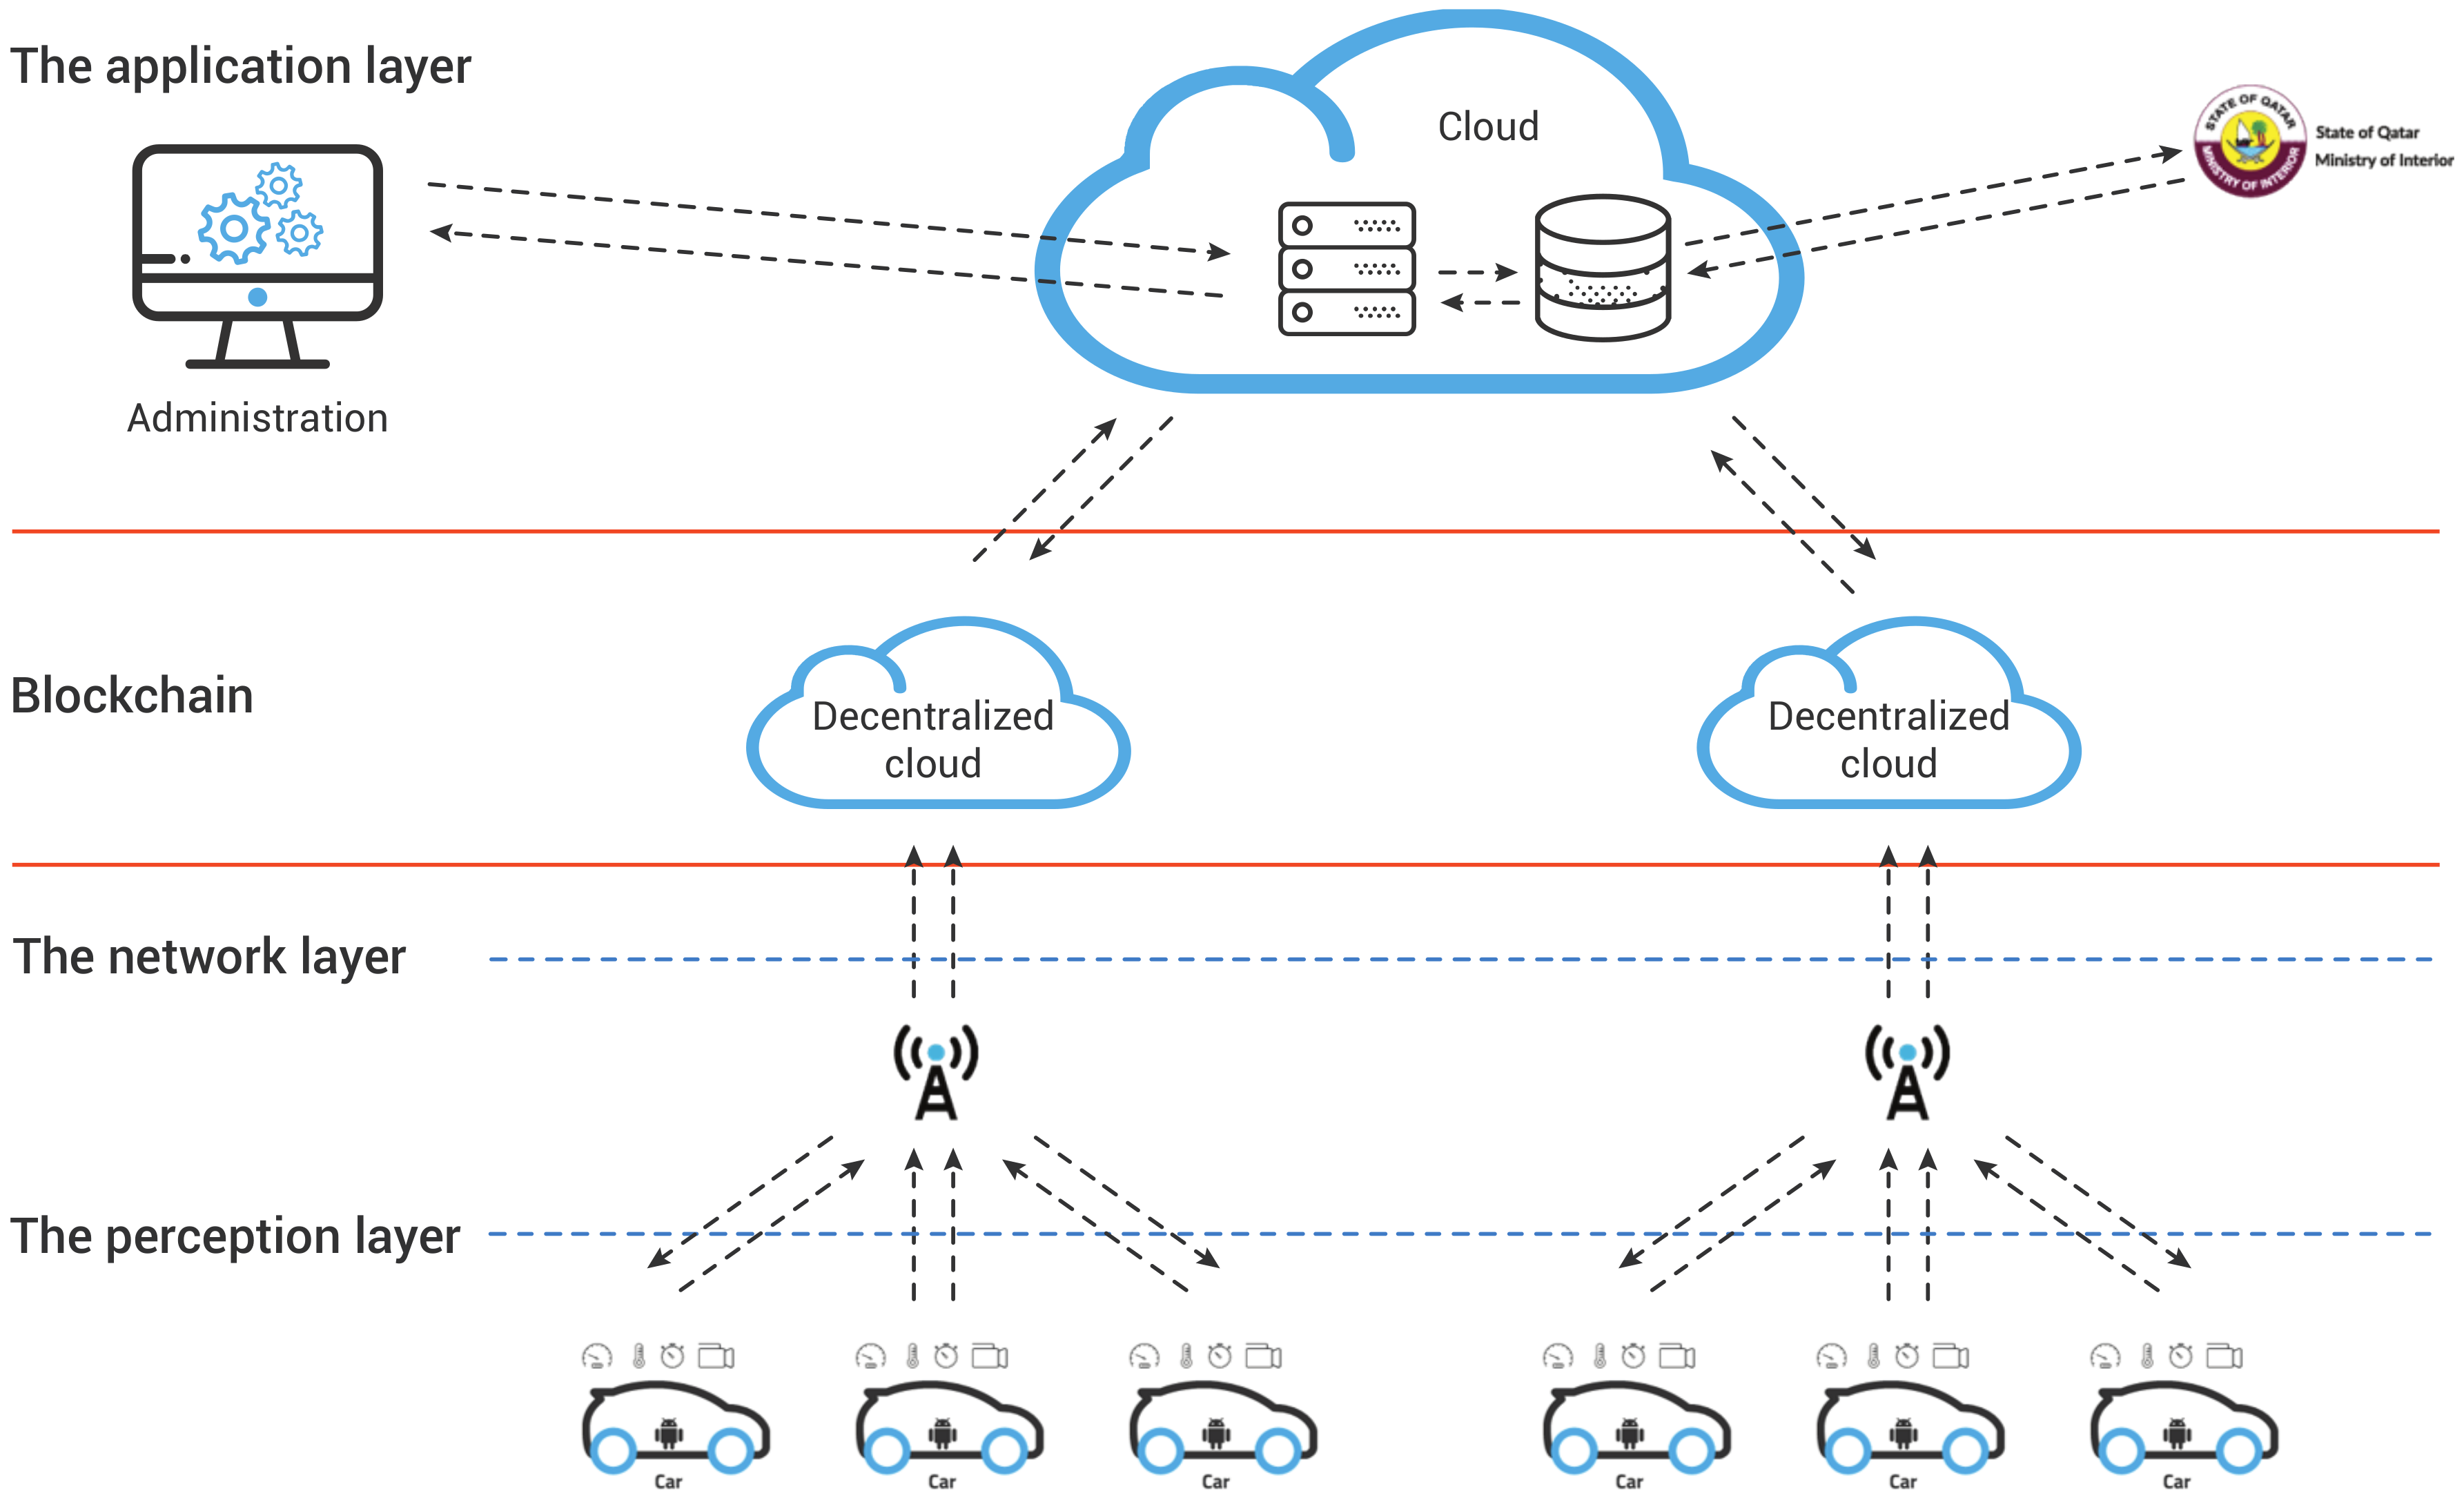 The application layer
Cloud
STATE OF QATAR
MINISTRY OF INTERIOR
State of Qatar
Ministry of Interior
Administration
Blockchain
Decentralized
cloud
Decentralized
cloud
The network layer
The perception layer
Car
Car
Car
Car
Car
Car